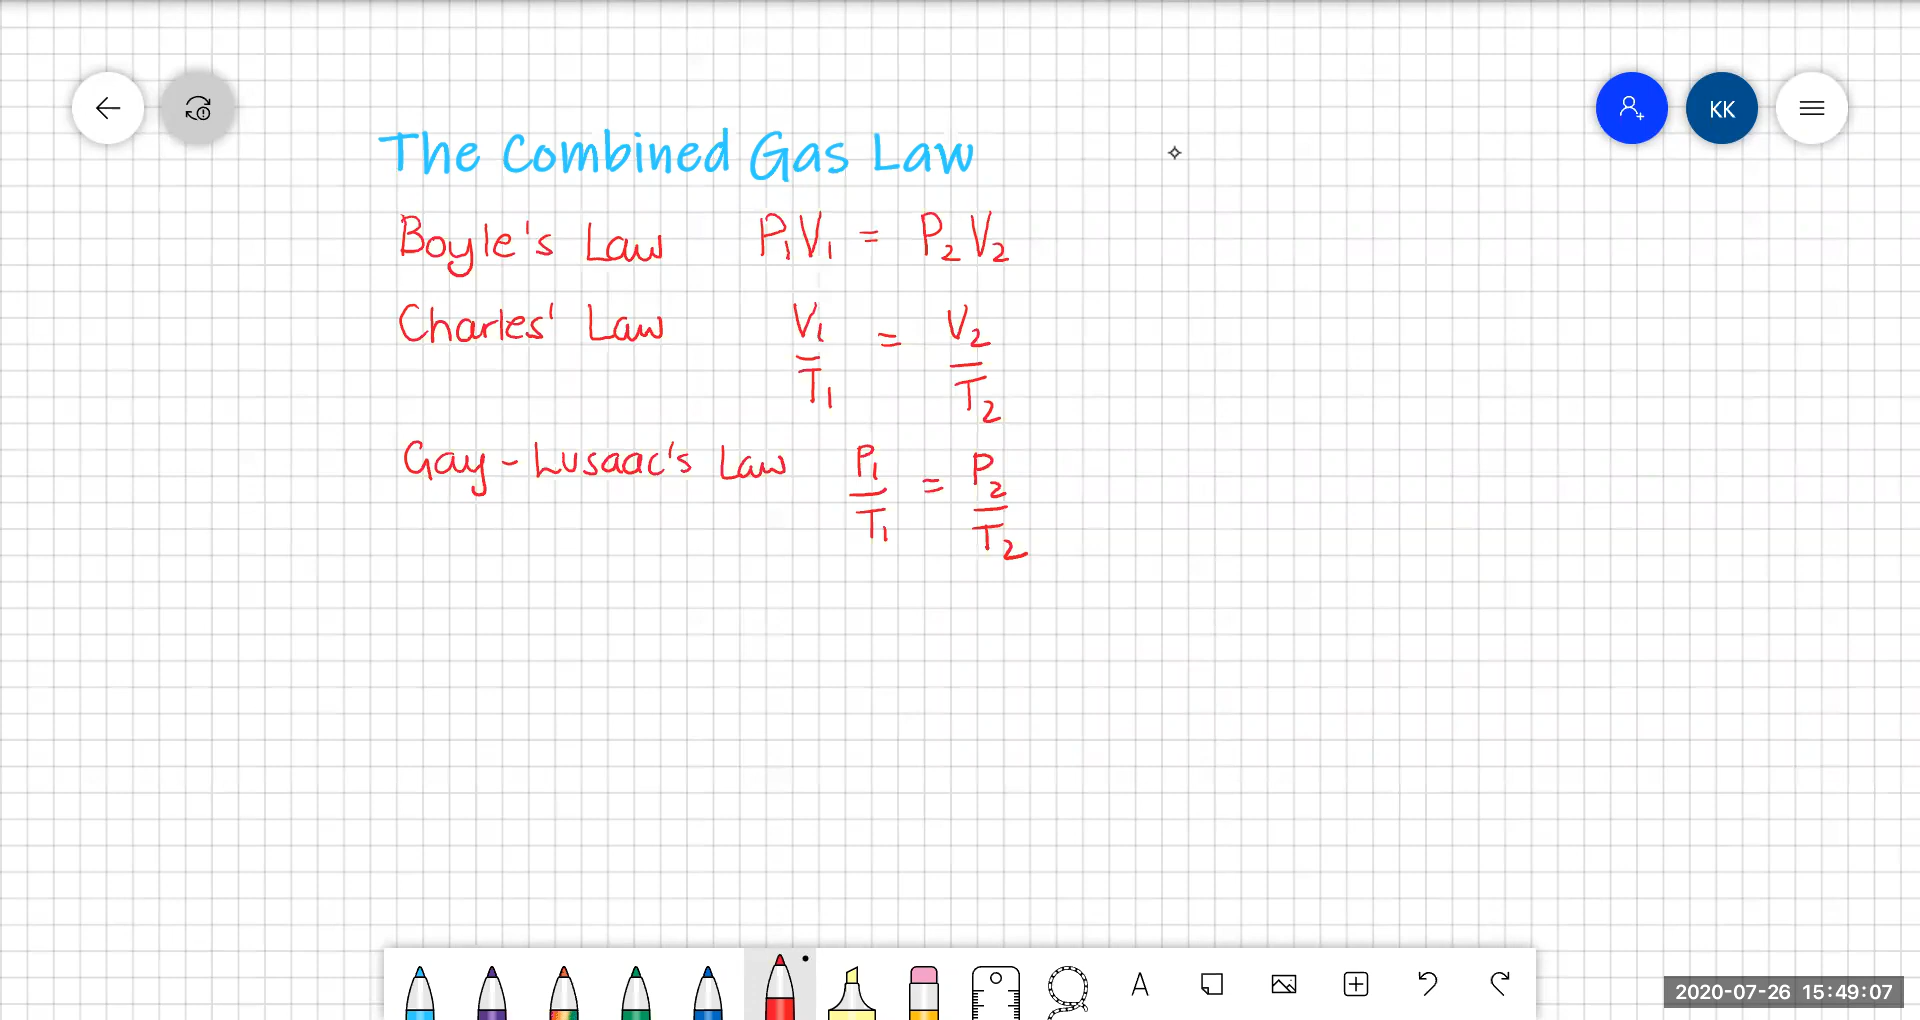 KK
The Combined Gas Law
Boyle's Law P₁V₁ = P₂V₂
Charles' Law V₁/T₁ = V₂/T₂
Gay-Lusaac's Law P₁/T₁ = P₂/T₂
A
2020-07-26 15:49:07